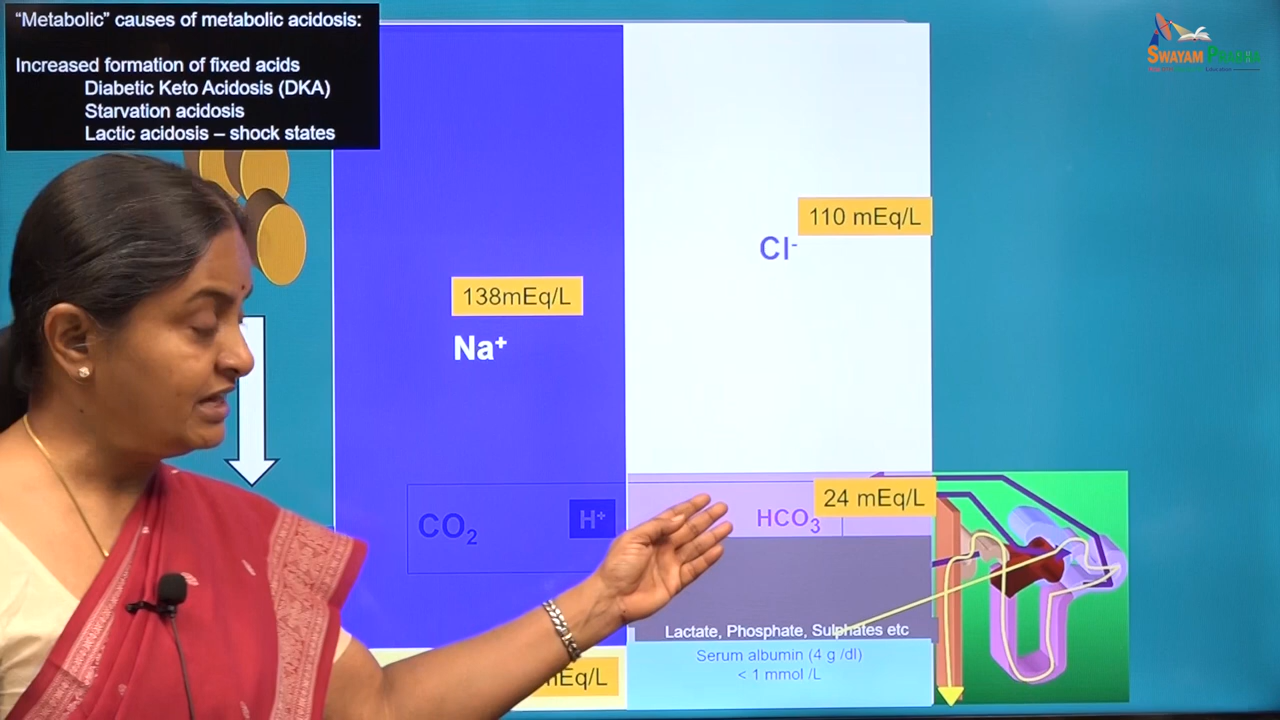 “Metabolic” causes of metabolic acidosis:
Increased formation of fixed acids
Diabetic Keto Acidosis (DKA)
Starvation acidosis
Lactic acidosis – shock states
SWAYAM
110 mEq/L
Cl-
138mEq/L
Na+
24 mEq/L
CO2
H+
HCO3
Lactate, Phosphate, Sulphates etc
Serum albumin (4 g /dl)
< 1 mmol /L
mEq/L